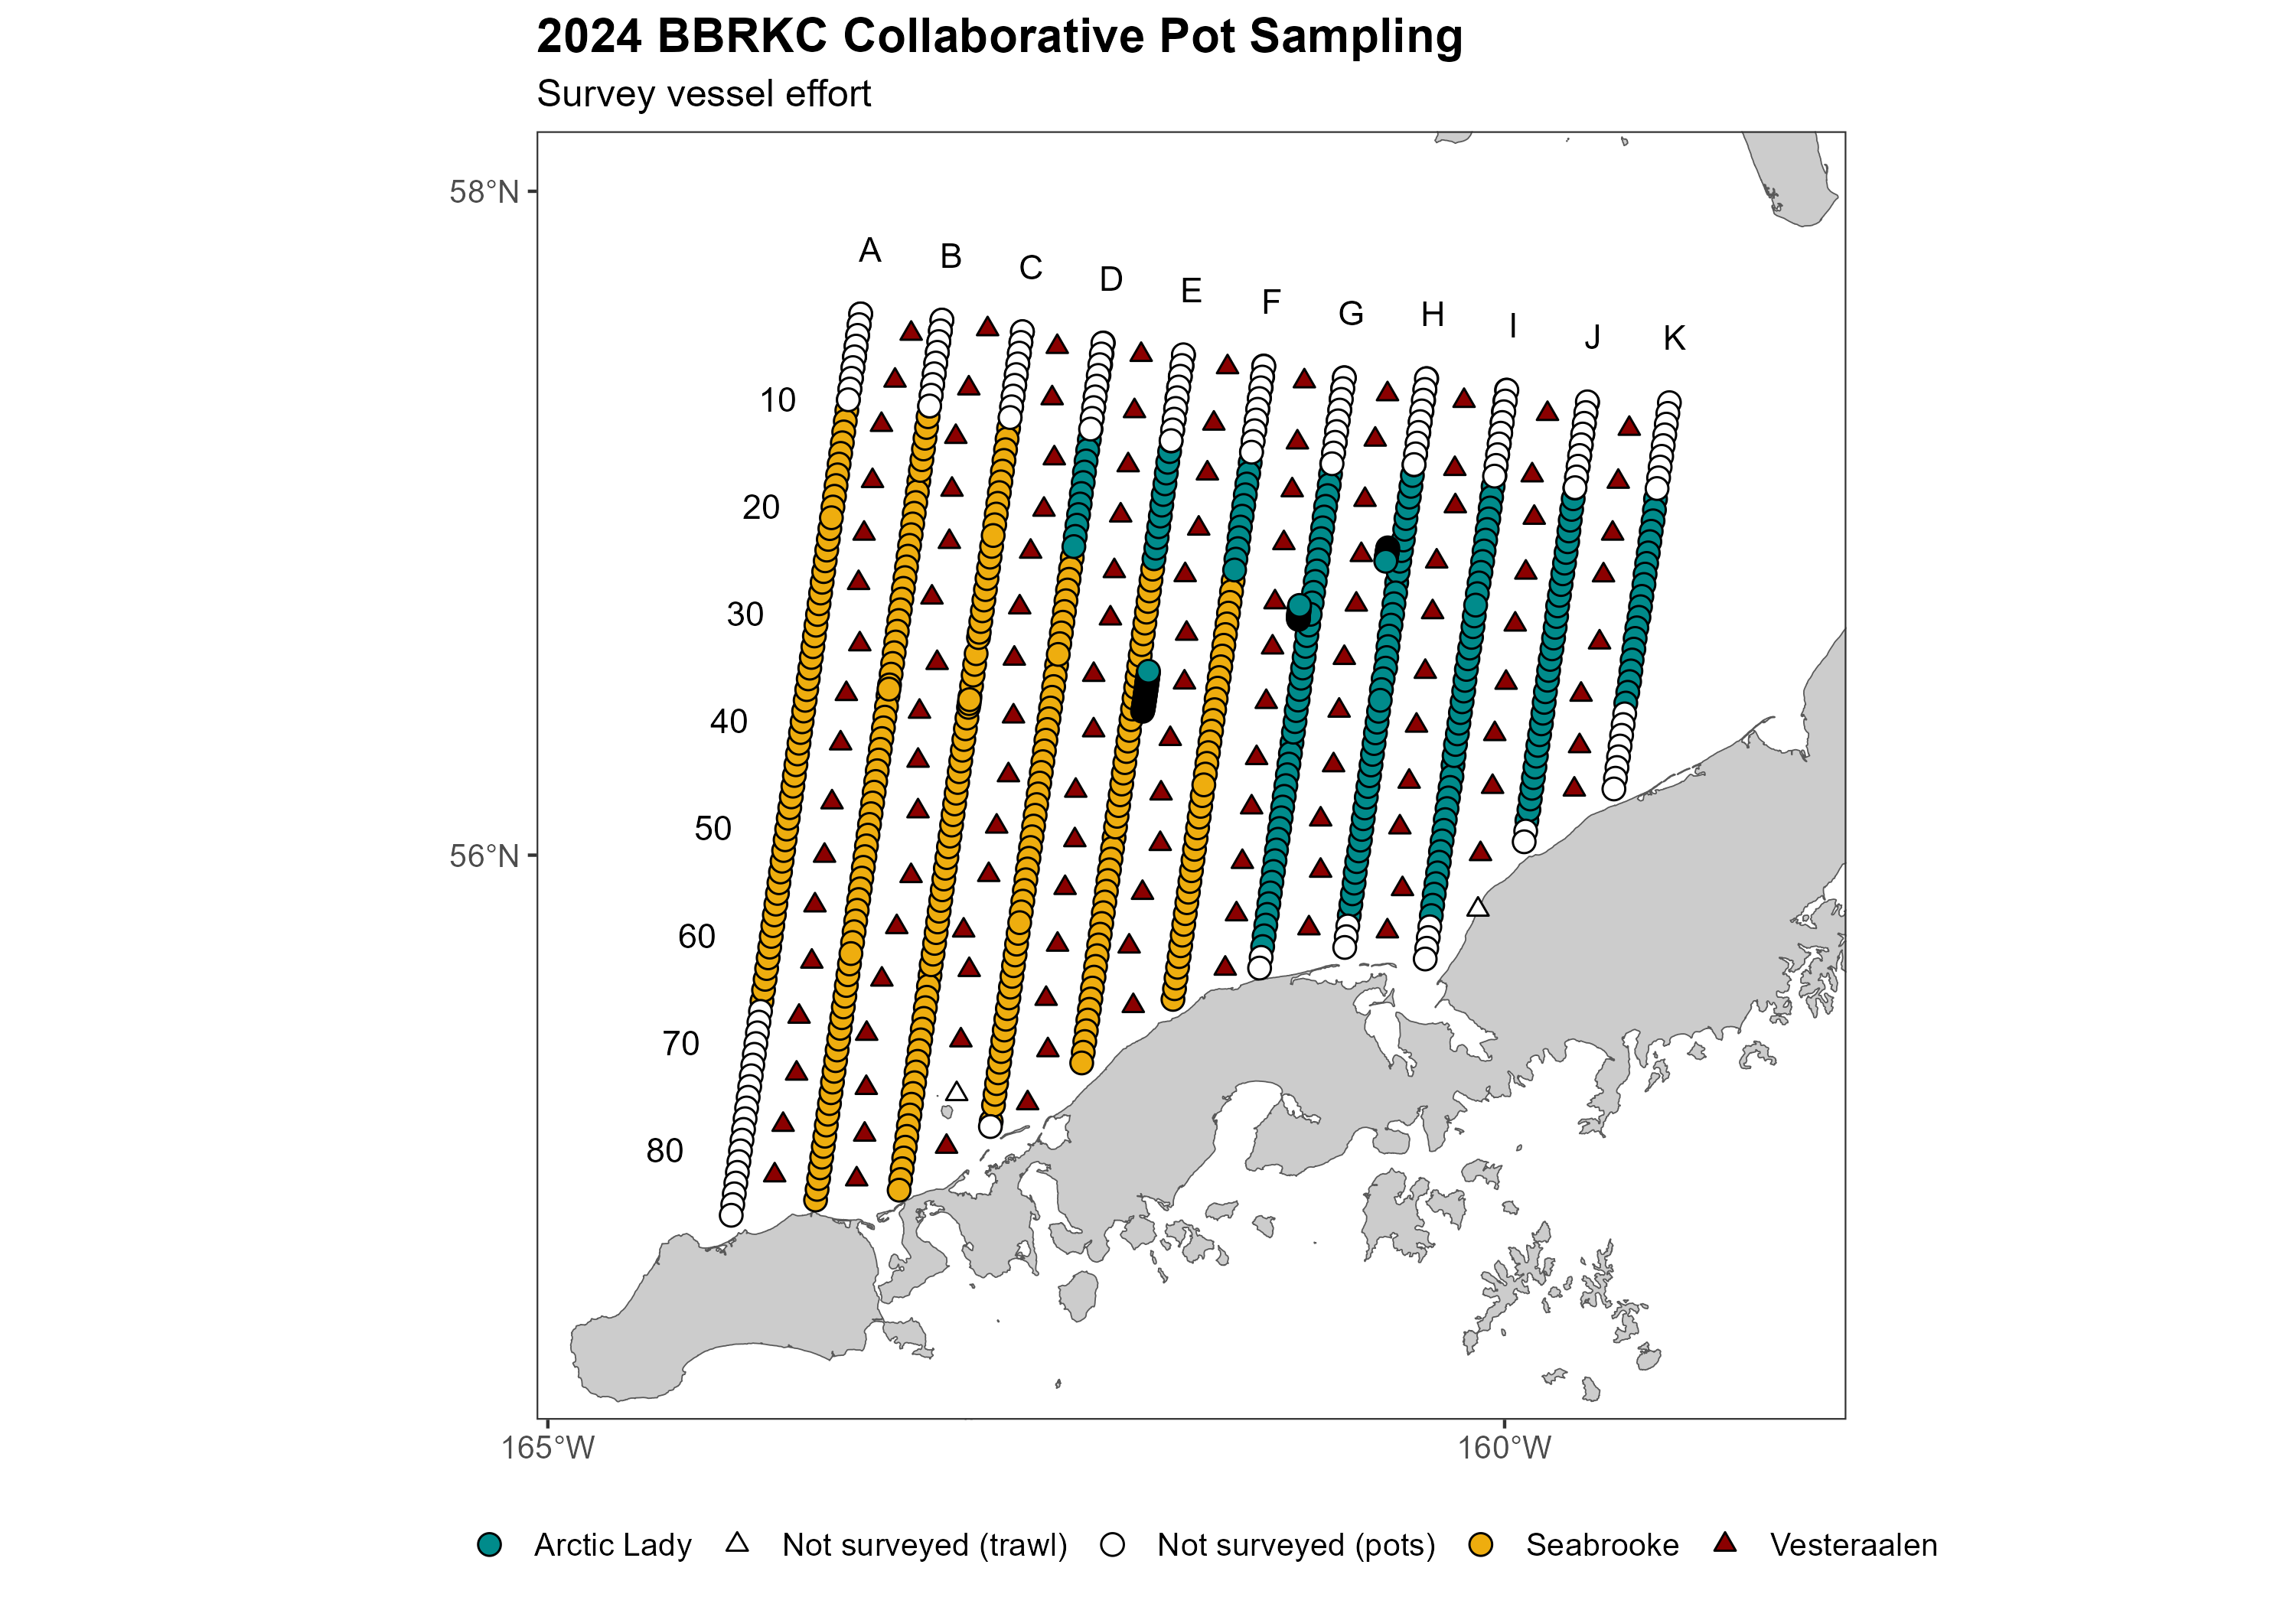 2024 BBRKC Collaborative Pot Sampling
Survey vessel effort
58°N
56°N
A
B
C
D
E
F
G
H
I
J
K
10
20
30
40
50
60
70
80
165°W
160°W
Arctic Lady
Not surveyed (trawl)
Not surveyed (pots)
Seabrooke
Vesteraalen